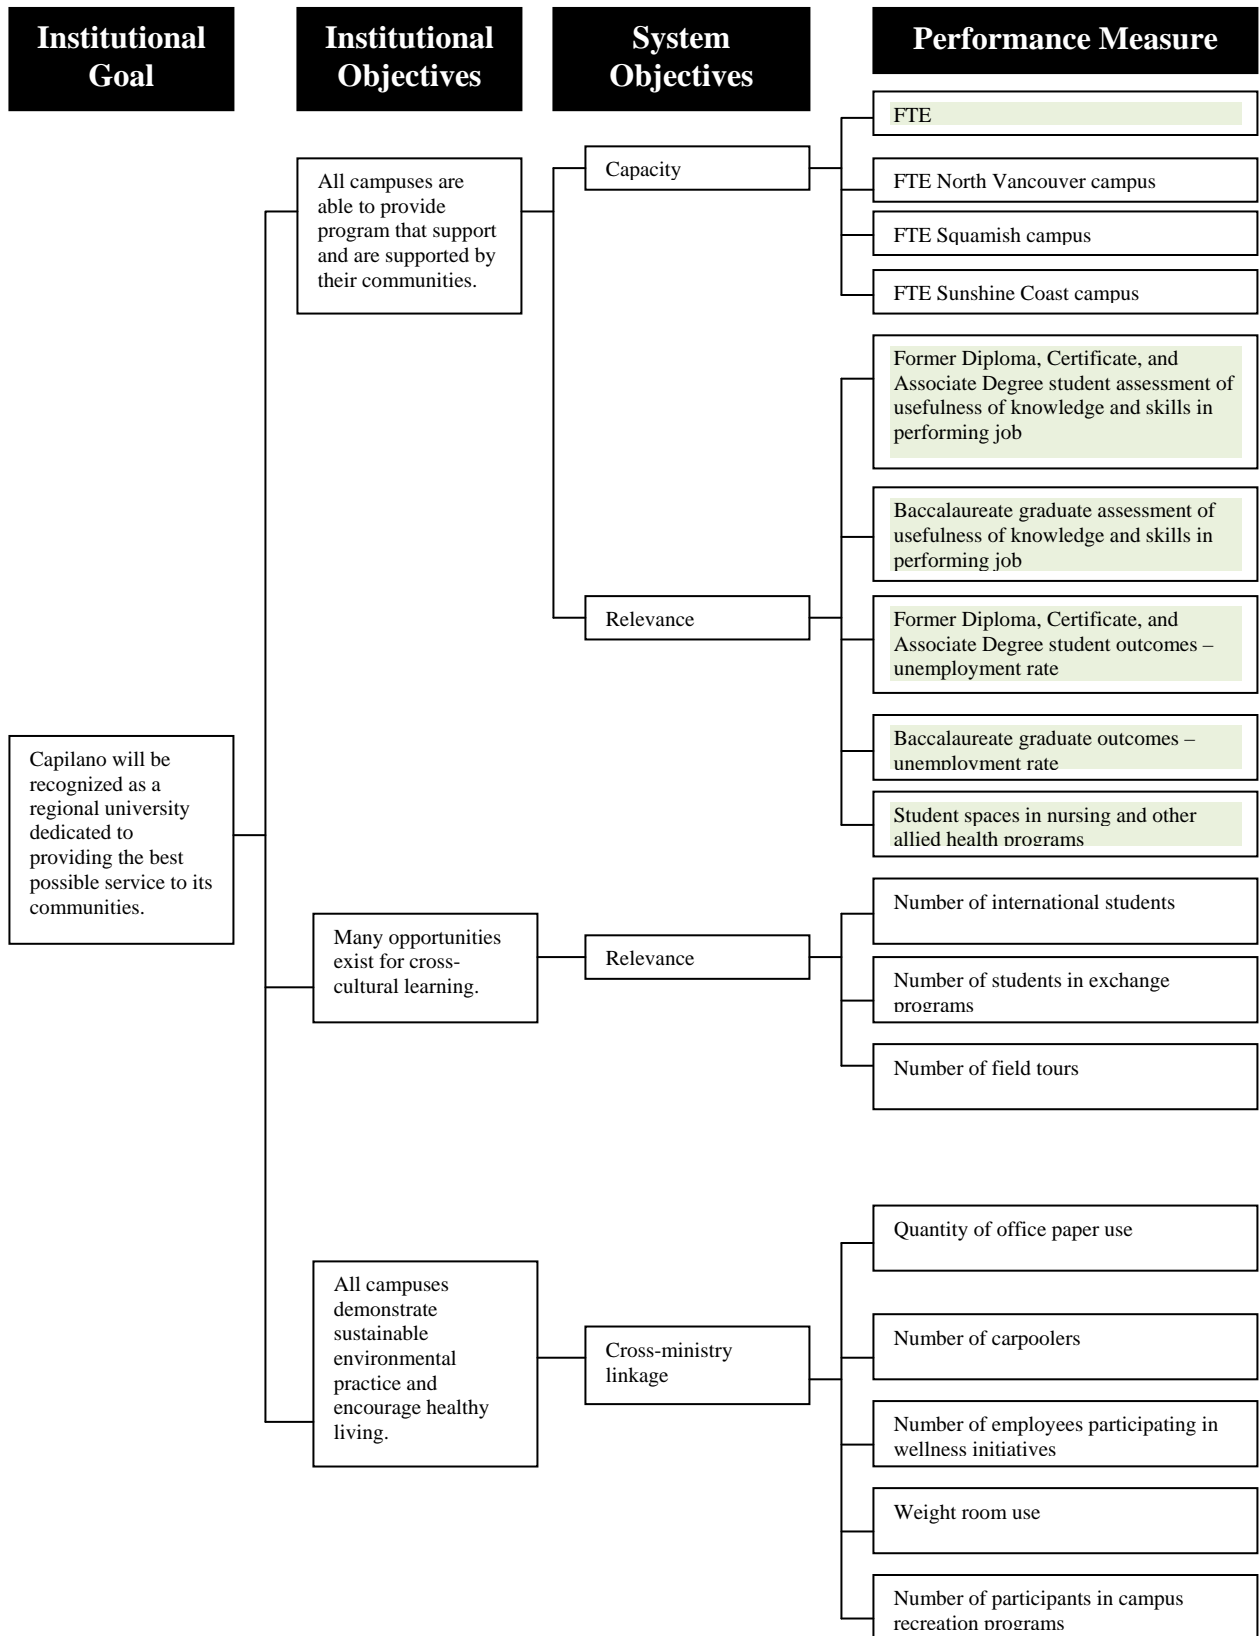 Institutional
Goal
Institutional
Objectives
System
Objectives
Performance Measure
Capilano will be
recognized as a
regional university
dedicated to
providing the best
possible service to its
communities.
All campuses are
able to provide
program that support
and are supported by
their communities.
Capacity
FTE
FTE North Vancouver campus
FTE Squamish campus
FTE Sunshine Coast campus
Relevance
Former Diploma, Certificate, and
Associate Degree student assessment of
usefulness of knowledge and skills in
performing job
Baccalaureate graduate assessment of
usefulness of knowledge and skills in
performing job
Former Diploma, Certificate, and
Associate Degree student outcomes –
unemployment rate
Baccalaureate graduate outcomes –
unemployment rate
Student spaces in nursing and other
allied health programs
Many opportunities
exist for cross-
cultural learning.
Relevance
Number of international students
Number of students in exchange
programs
Number of field tours
All campuses
demonstrate
sustainable
environmental
practice and
encourage healthy
living.
Cross-ministry
linkage
Quantity of office paper use
Number of carpoolers
Number of employees participating in
wellness initiatives
Weight room use
Number of participants in campus
recreation programs